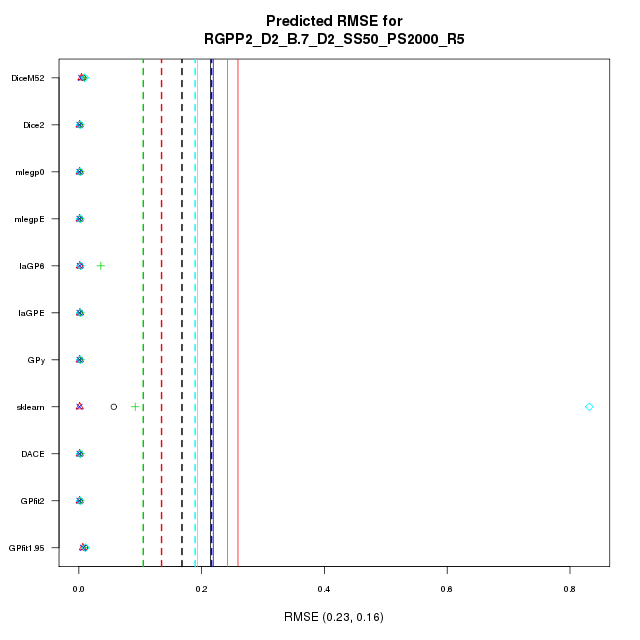 Predicted RMSE for
RGPP2_D2_B.7_D2_SS50_PS2000_R5
DiceM52
Dice2
mlegp0
mlegpE
laGP6
laGPE
GPy
sklearn
DACE
GPfit2
GPfit1.95
0.0 0.2 0.4 0.6 0.8
RMSE (0.23, 0.16)